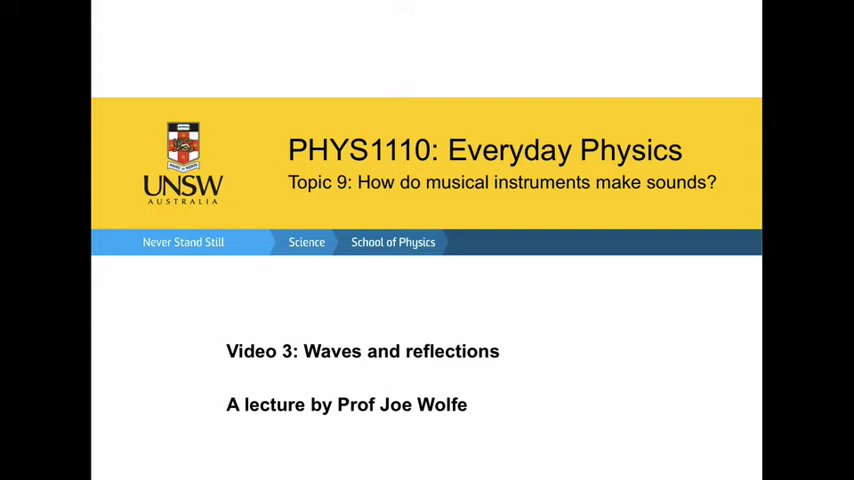 PHYS1110: Everyday Physics
Topic 9: How do musical instruments make sounds?
UNSW
AUSTRALIA
Never Stand Still
Science
School of Physics
Video 3: Waves and reflections
A lecture by Prof Joe Wolfe